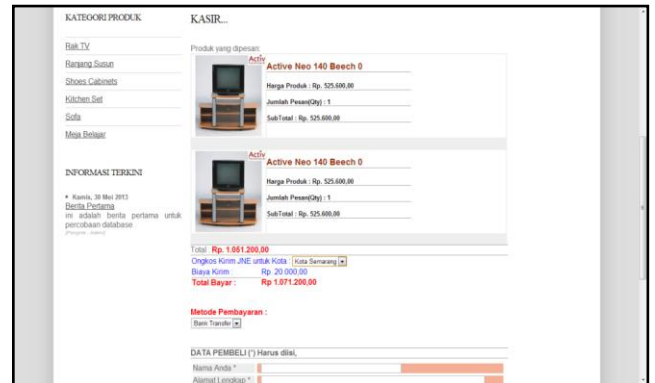 KATEGORI PRODUK
Rak TV
Ranjang Susun
Shoes Cabinets
Kitchen Set
Sofa
Meja Belajar
INFORMASI TERKINI
Kamis, 30 Mei 2013
Berita Pertama
ini adalah berita pertama untuk
percobaan database
KASIR...
Produk yang dipesan:
Activ
Active Neo 140 Beech 0
Harga Produk : Rp. 525.600,00
Jumlah Pesan(Qty) : 1
SubTotal : Rp. 525.600,00
Activ
Active Neo 140 Beech 0
Harga Produk : Rp. 525.600,00
Jumlah Pesan(Qty) : 1
SubTotal : Rp. 525.600,00
Total : Rp. 1.051.200,00
Ongkos Kirim JNE untuk Kota : Kota Semarang
Biaya Kirim Rp. 20.000,00
Total Bayar : Rp 1.071.200,00
Metode Pembayaran :
Bank Transfer
DATA PEMBELI (*) Harus diisi,
Nama Anda *
Alamat Lengkap *